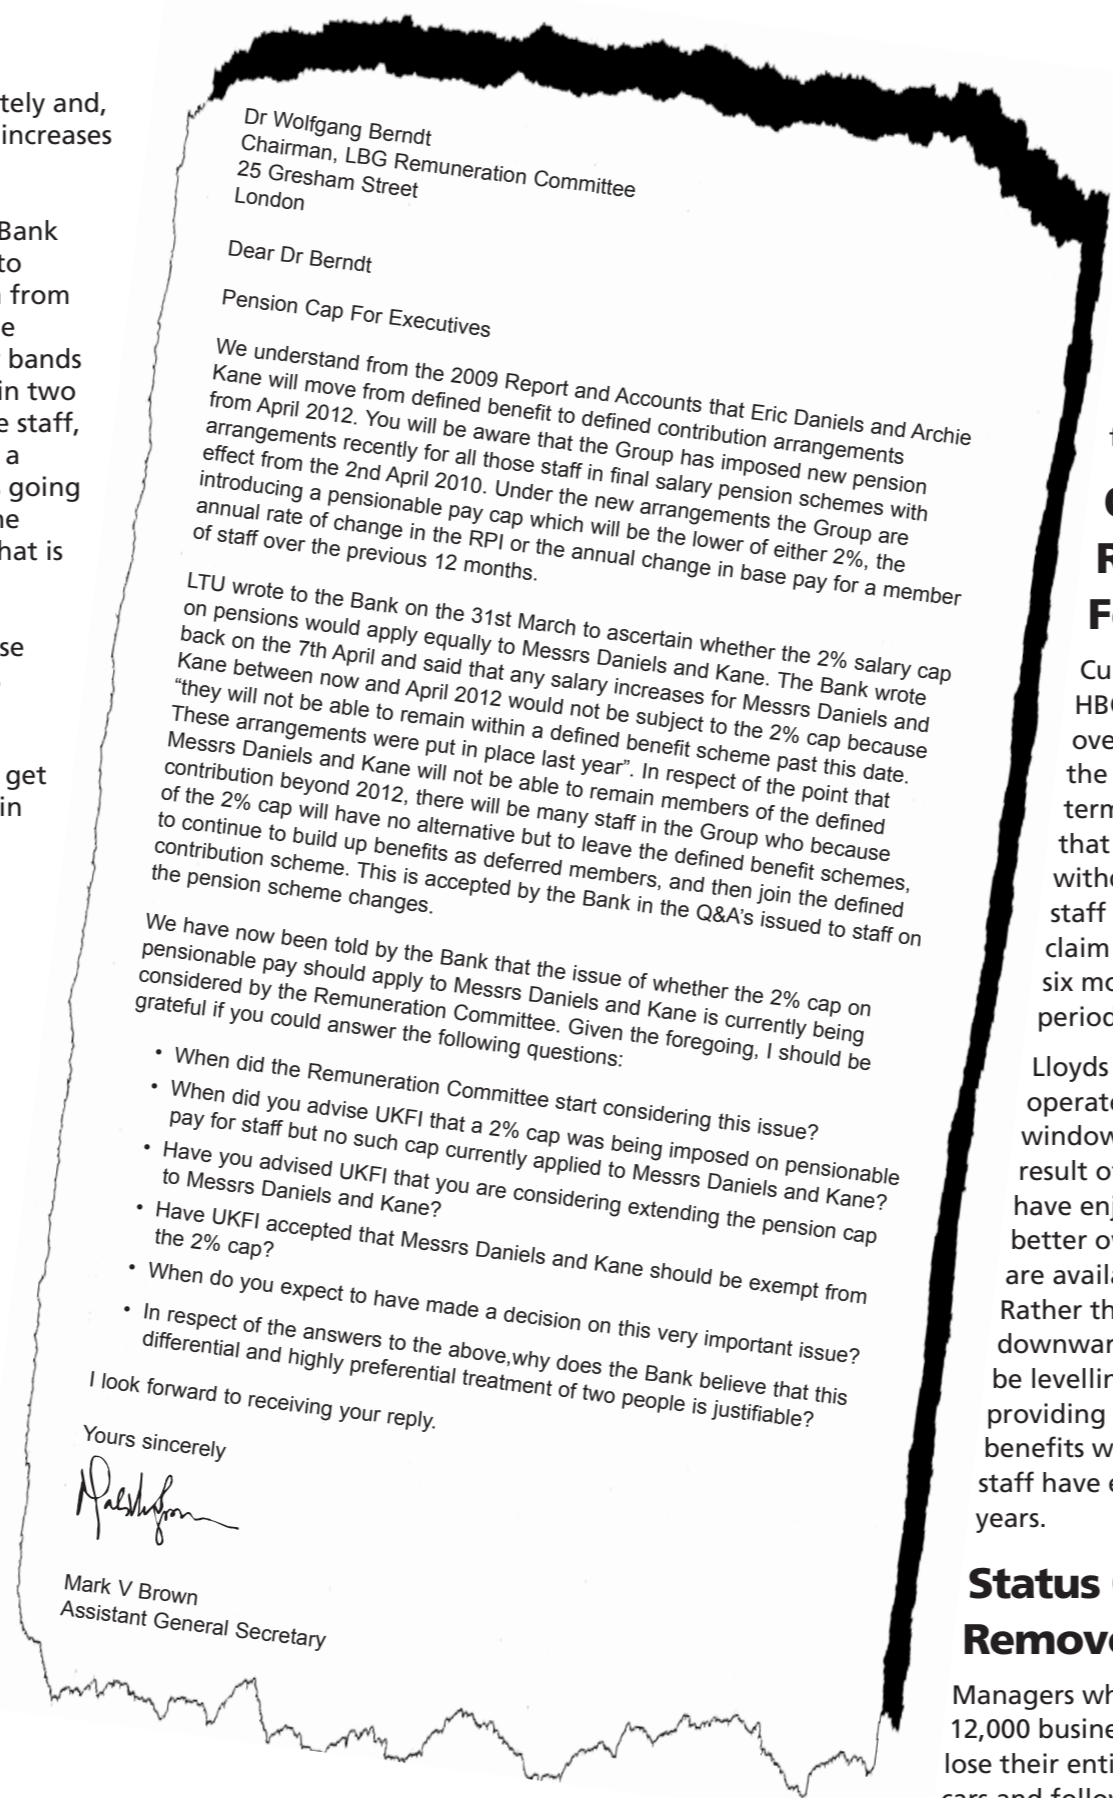 tely and,
increases
Bank
to
from
e
bands
in two
e staff,
a
going
ne
hat is
se
get
in
Dr Wolfgang Berndt
Chairman, LBG Remuneration Committee
25 Gresham Street
London
Dear Dr Berndt
Pension Cap For Executives
We understand from the 2009 Report and Accounts that Eric Daniels and Archie
Kane will move from defined benefit to defined contribution arrangements
from April 2012. You will be aware that the Group has imposed new pension
arrangements recently for all those staff in final salary pension schemes with
effect from the 2nd April 2010. Under the new arrangements the Group are
introducing a pensionable pay cap which will be the lower of either 2%, the
annual rate of change in the RPI or the annual change in base pay for a member
of staff over the previous 12 months.
LTU wrote to the Bank on the 31st March to ascertain whether the 2% salary cap
on pensions would apply equally to Messrs Daniels and Kane. The Bank wrote
back on the 7th April and said that any salary increases for Messrs Daniels and
Kane between now and April 2012 would not be subject to the 2% cap because
“they will not be able to remain within a defined benefit scheme past this date.
These arrangements were put in place last year”. In respect of the point that
Messrs Daniels and Kane will not be able to remain members of the defined
contribution beyond 2012, there will be many staff in the Group who because
of the 2% cap will have no alternative but to leave the defined benefit schemes,
to continue to build up benefits as deferred members, and then join the defined
contribution scheme. This is accepted by the Bank in the Q&A's issued to staff on
the pension scheme changes.
We have now been told by the Bank that the issue of whether the 2% cap on
pensionable pay should apply to Messrs Daniels and Kane is currently being
considered by the Remuneration Committee. Given the foregoing, I should be
grateful if you could answer the following questions:
• When did the Remuneration Committee start considering this issue?
• When did you advise UKFI that a 2% cap was being imposed on pensionable
pay for staff but no such cap currently applied to Messrs Daniels and Kane?
• Have you advised UKFI that you are considering extending the pension cap
to Messrs Daniels and Kane?
• Have UKFI accepted that Messrs Daniels and Kane should be exempt from
the 2% cap?
• When do you expect to have made a decision on this very important issue?
• In respect of the answers to the above,why does the Bank believe that this
differential and highly preferential treatment of two people is justifiable?
I look forward to receiving your reply.
Yours sincerely
Mark V Brown
Assistant General Secretary
R
Cu
HBO
ove
the
term
that
witho
staff
claim
six mo
period
Lloyds
operate
window
result of
have enj
better ov
are availa
Rather th
downwar
be levellin
providing
benefits w
staff have e
years.
Status
Remove
Managers wh
12,000 busine
lose their enti
cars and follow